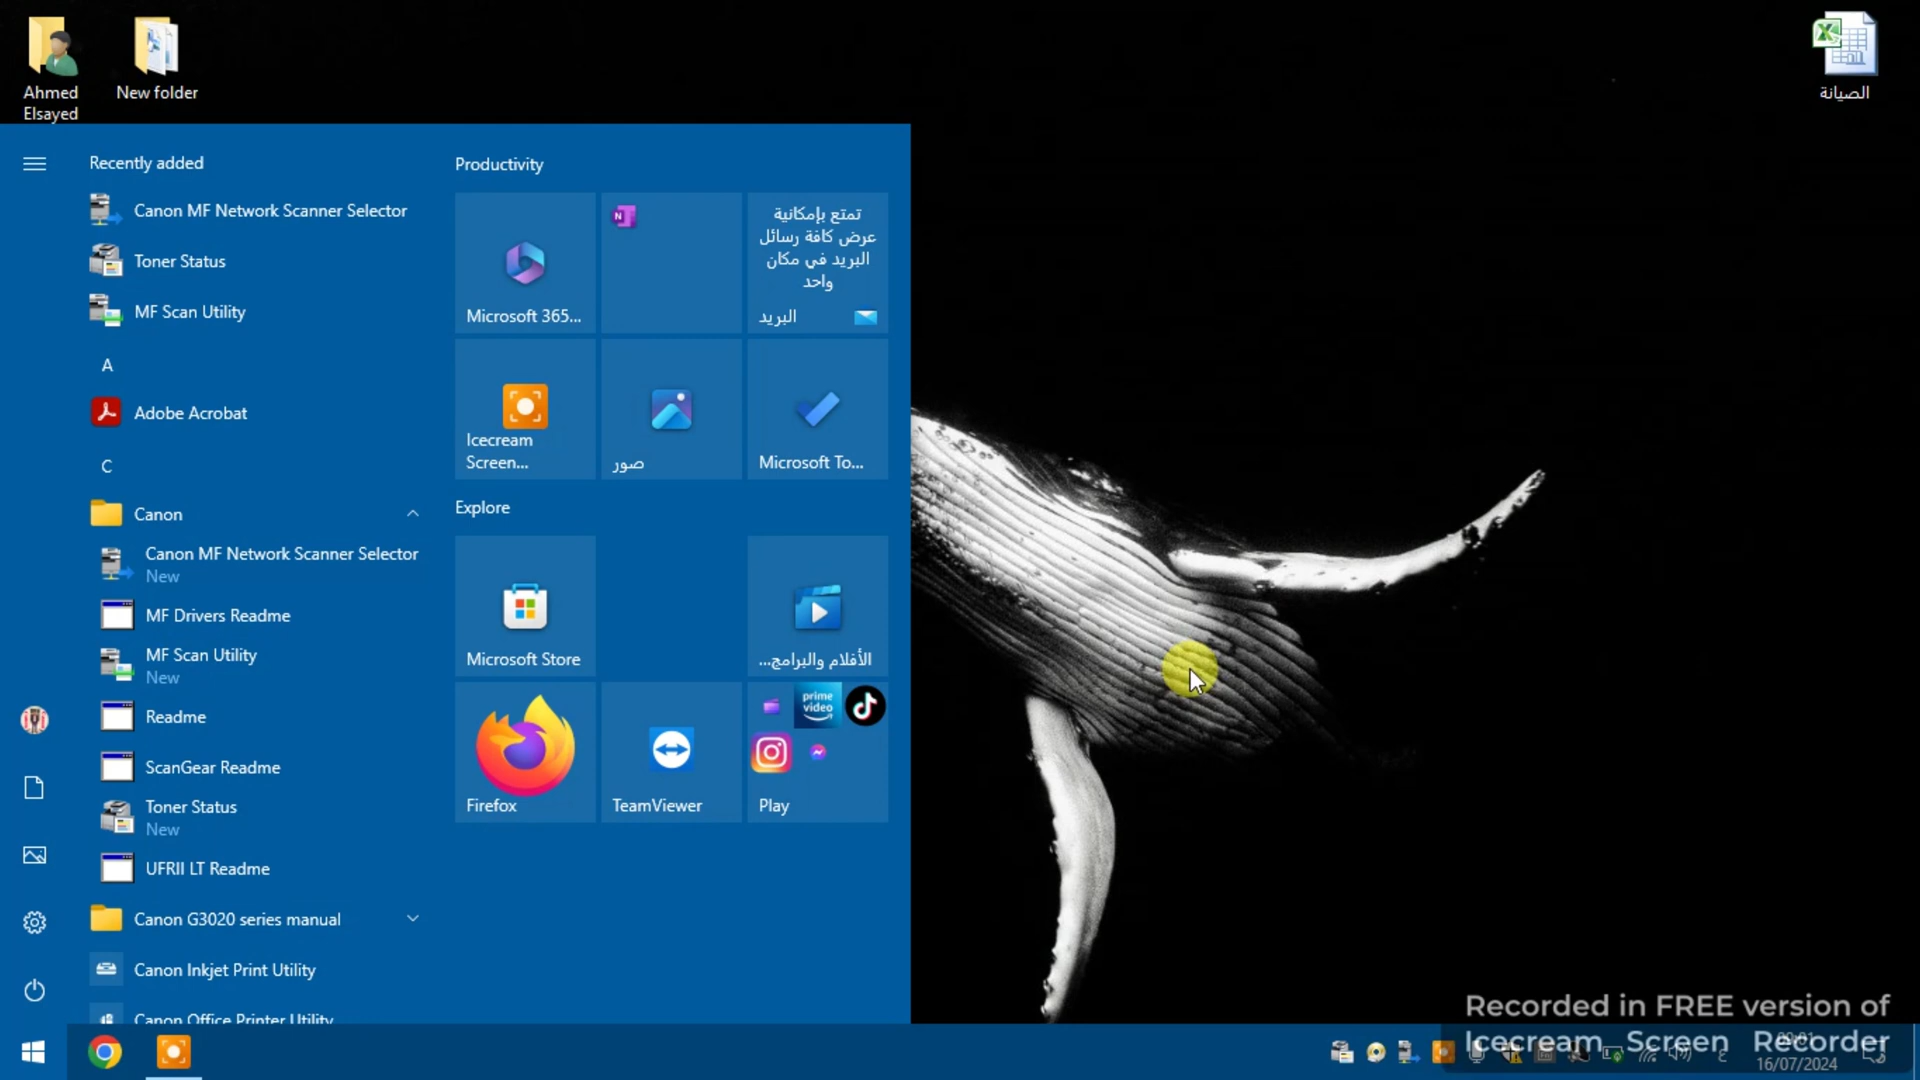 Ahmed
Elsayed
New folder
الصيانة
Recently added
Canon MF Network Scanner Selector
Toner Status
MF Scan Utility
A
Adobe Acrobat
C
Canon
Canon MF Network Scanner Selector
New
MF Drivers Readme
MF Scan Utility
New
Readme
ScanGear Readme
Toner Status
New
UFRII LT Readme
Canon G3020 series manual
Canon Inkjet Print Utility
Canon Office Printer Utility
Productivity
Microsoft 365...
N
تمتع بإمكانية
عرض كافة رسائل
البريد في مكان
واحد
البريد
Icecream
Screen...
صور
Microsoft To...
Explore
Microsoft Store
الأفلام والبرامج...
Firefox
TeamViewer
prime
video
Play
Recorded in FREE version of
Icecream Screen Recorder
ع
16/07/2024